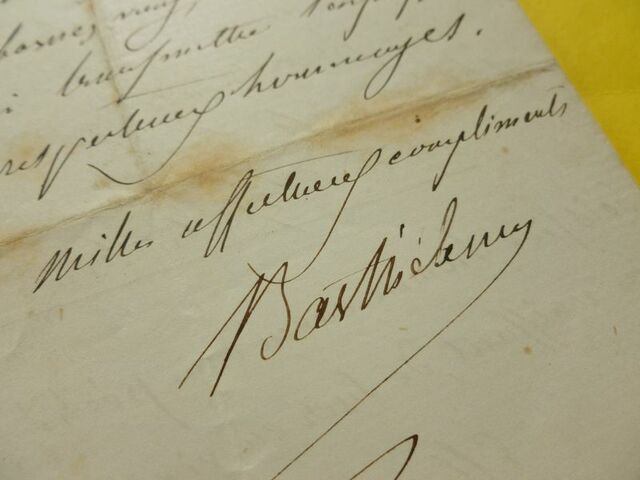 transmettre
respectueux hommages.
Mille affectueux compliments
Barthélemy